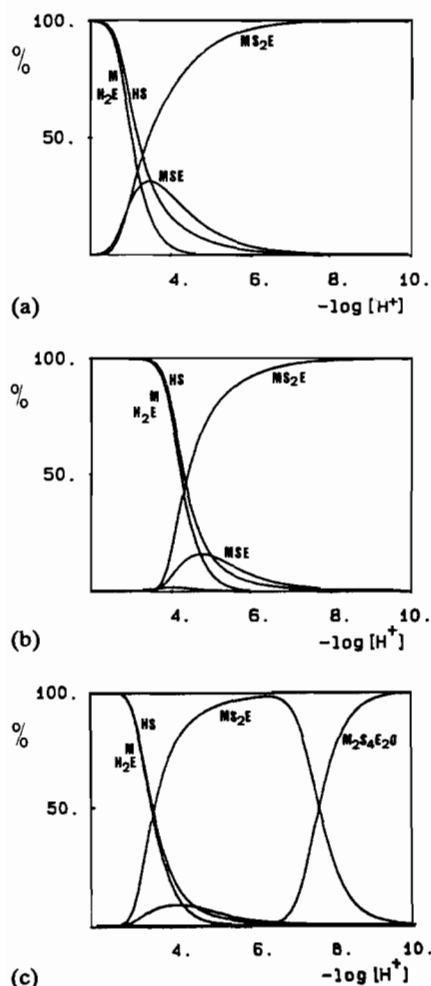 100.
%
50.
M
H₂E
HS
MSE
MS₂E
4. 6. 8. 10.
-log [H⁺]
(a)
100.
%
50.
HS
M
H₂E
MSE
MS₂E
4. 6. 8. 10.
-log [H⁺]
(b)
100.
%
50.
HS
M
H₂E
MS₂E
M₂S₄E₂O
4. 6. 8. 10.
-log [H⁺]
(c)